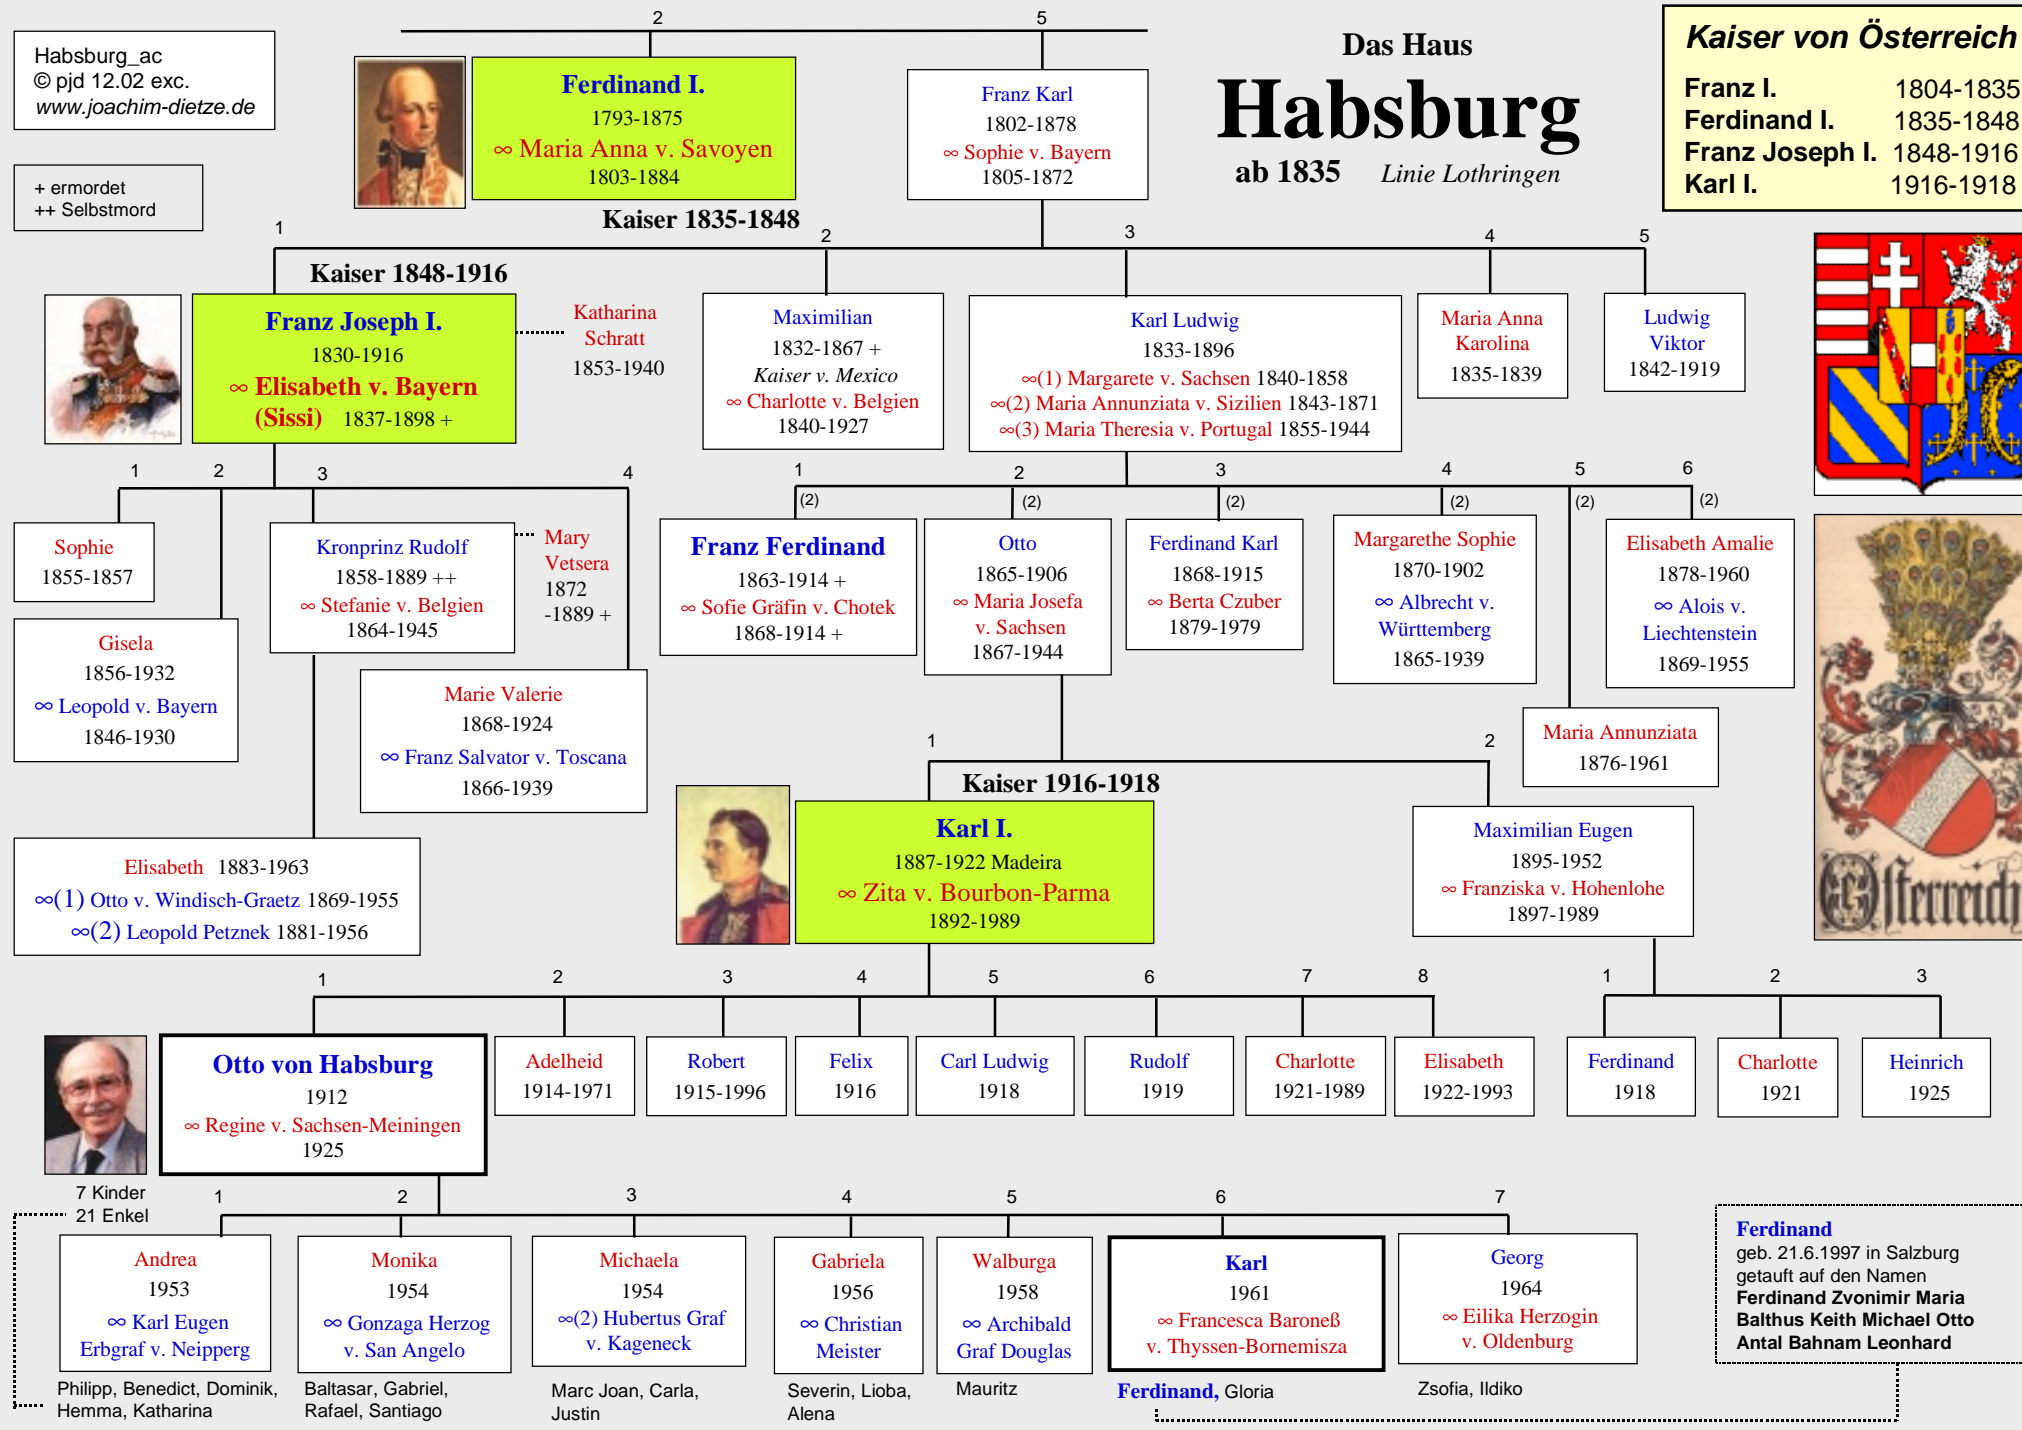 Habsburg_ac
© pjd 12.02 exc.
www.joachim-dietze.de
+ ermordet
++ Selbstmord
2
5
Ferdinand I.
1793-1875
∞ Maria Anna v. Savoyen
1803-1884
Kaiser 1835-1848
Franz Karl
1802-1878
∞ Sophie v. Bayern
1805-1872
Das Haus
Habsburg
ab 1835 Linie Lothringen
Kaiser von Österreich
Franz I. 1804-1835
Ferdinand I. 1835-1848
Franz Joseph I. 1848-1916
Karl I. 1916-1918
1
2
3
4
5
Kaiser 1848-1916
Franz Joseph I.
1830-1916
∞ Elisabeth v. Bayern
(Sissi) 1837-1898 +
Katharina
Schratt
1853-1940
Maximilian
1832-1867 +
Kaiser v. Mexico
∞ Charlotte v. Belgien
1840-1927
Karl Ludwig
1833-1896
∞(1) Margarete v. Sachsen 1840-1858
∞(2) Maria Annunziata v. Sizilien 1843-1871
∞(3) Maria Theresia v. Portugal 1855-1944
Maria Anna
Karolina
1835-1839
Ludwig
Viktor
1842-1919
1
2
3
4
Sophie
1855-1857
Gisela
1856-1932
∞ Leopold v. Bayern
1846-1930
Kronprinz Rudolf
1858-1889 ++
∞ Stefanie v. Belgien
1864-1945
Mary
Vetsera
1872
-1889 +
Marie Valerie
1868-1924
∞ Franz Salvator v. Toscana
1866-1939
1
2
3
4
5
6
(2)
(2)
(2)
(2)
(2)
(2)
Franz Ferdinand
1863-1914 +
∞ Sofie Gräfin v. Chotek
1868-1914 +
Otto
1865-1906
∞ Maria Josefa
v. Sachsen
1867-1944
Ferdinand Karl
1868-1915
∞ Berta Czuber
1879-1979
Margarethe Sophie
1870-1902
∞ Albrecht v.
Württemberg
1865-1939
Maria Annunziata
1876-1961
Elisabeth Amalie
1878-1960
∞ Alois v.
Liechtenstein
1869-1955
Elisabeth 1883-1963
∞(1) Otto v. Windisch-Graetz 1869-1955
∞(2) Leopold Petznek 1881-1956
1
2
Kaiser 1916-1918
Karl I.
1887-1922 Madeira
∞ Zita v. Bourbon-Parma
1892-1989
Maximilian Eugen
1895-1952
∞ Franziska v. Hohenlohe
1897-1989
Österreich
1
2
3
4
5
6
7
8
1
2
3
Otto von Habsburg
1912
∞ Regine v. Sachsen-Meiningen
1925
Adelheid
1914-1971
Robert
1915-1996
Felix
1916
Carl Ludwig
1918
Rudolf
1919
Charlotte
1921-1989
Elisabeth
1922-1993
Ferdinand
1918
Charlotte
1921
Heinrich
1925
7 Kinder
21 Enkel
1
2
3
4
5
6
7
Andrea
1953
∞ Karl Eugen
Erbgraf v. Neipperg
Philipp, Benedict, Dominik,
Hemma, Katharina
Monika
1954
∞ Gonzaga Herzog
v. San Angelo
Baltasar, Gabriel,
Rafael, Santiago
Michaela
1954
∞(2) Hubertus Graf
v. Kageneck
Marc Joan, Carla,
Justin
Gabriela
1956
∞ Christian
Meister
Severin, Lioba,
Alena
Walburga
1958
∞ Archibald
Graf Douglas
Mauritz
Karl
1961
∞ Francesca Baroneß
v. Thyssen-Bornemisza
Ferdinand, Gloria
Georg
1964
∞ Eilika Herzogin
v. Oldenburg
Zsofia, Ildiko
Ferdinand
geb. 21.6.1997 in Salzburg
getauft auf den Namen
Ferdinand Zvonimir Maria
Balthus Keith Michael Otto
Antal Bahnam Leonhard